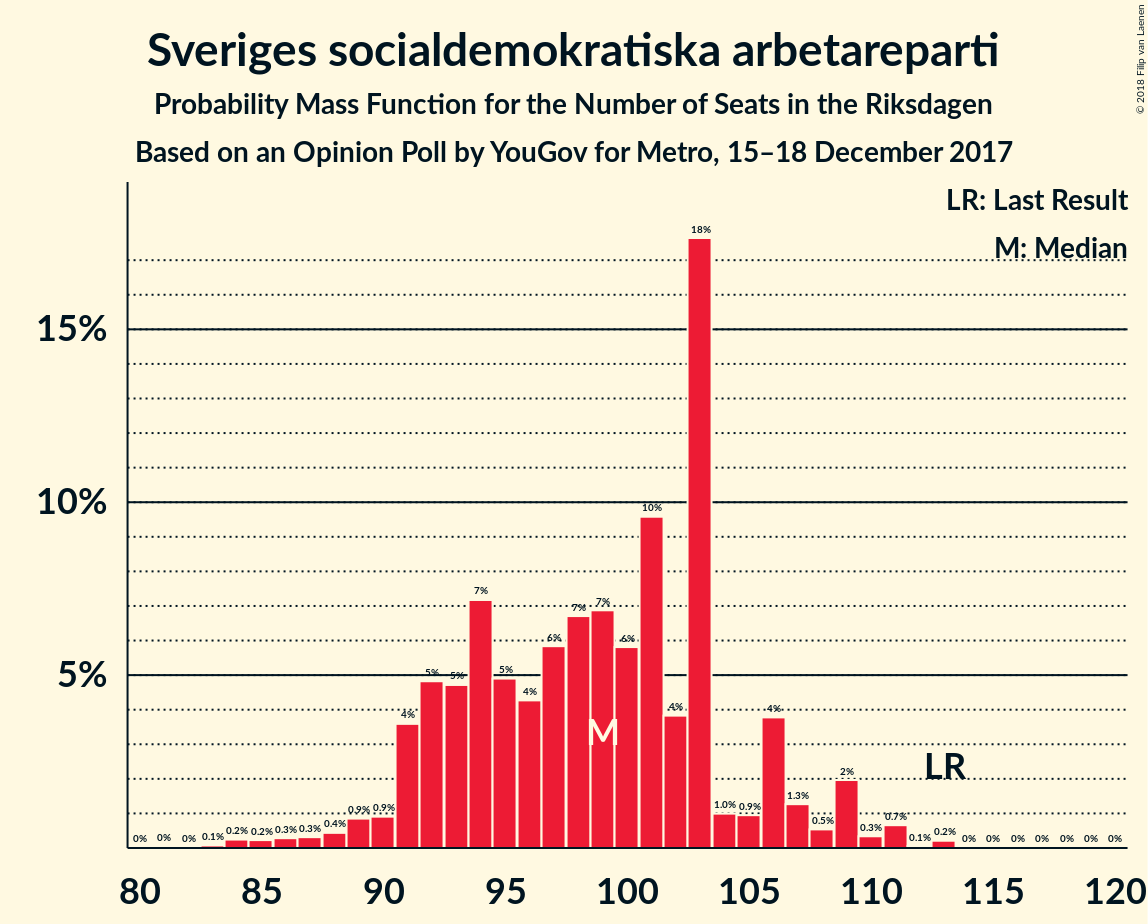 Sveriges socialdemokratiska arbetareparti
Probability Mass Function for the Number of Seats in the Riksdagen
Based on an Opinion Poll by YouGov for Metro, 15–18 December 2017
© 2018 Filip van Laenen
LR: Last Result
M: Median
15%
10%
5%
0% 0% 0% 0.1% 0.2% 0.2% 0.3% 0.3% 0.4% 0.9% 0.9% 4% 5% 5% 7% 5% 4% 6% 7% 7% 6% 10% 4% 18% 1.0% 0.9% 4% 1.3% 0.5% 2% 0.3% 0.7% 0.1% 0.2% 0% 0% 0% 0% 0% 0% 0%
M
LR
80 85 90 95 100 105 110 115 120